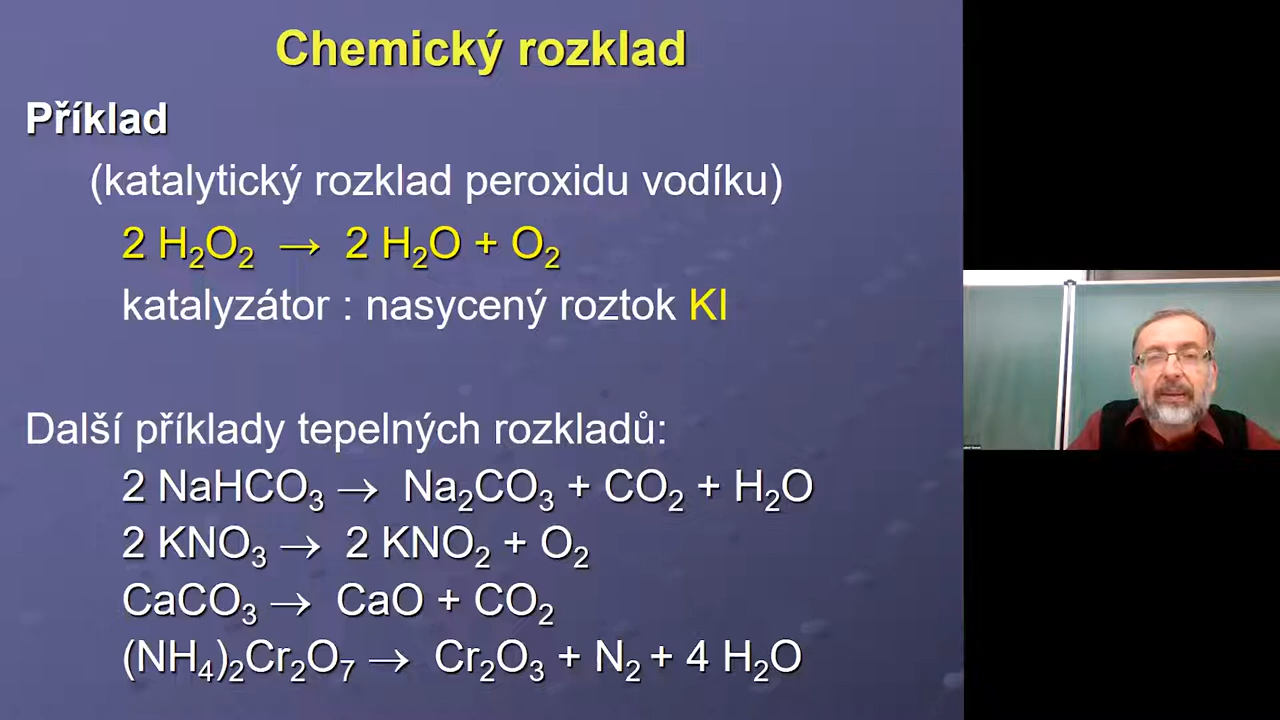 Chemický rozklad
Příklad
(katalytický rozklad peroxidu vodíku)
2 H₂O₂ → 2 H₂O + O₂
katalyzátor : nasycený roztok KI
Další příklady tepelných rozkladů:
2 NaHCO₃ → Na₂CO₃ + CO₂ + H₂O
2 KNO₃ → 2 KNO₂ + O₂
CaCO₃ → CaO + CO₂
(NH₄)₂Cr₂O₇ → Cr₂O₃ + N₂ + 4 H₂O